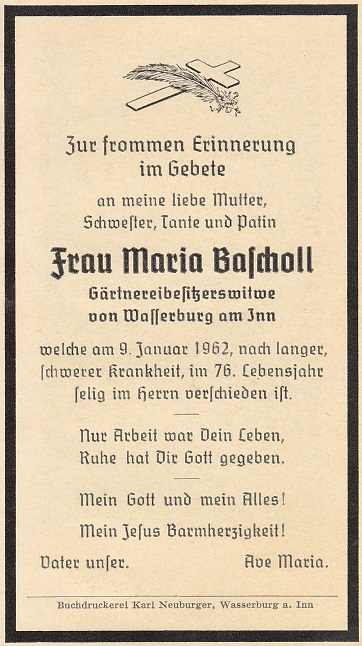 Zur frommen Erinnerung
im Gebete
an meine liebe Mutter,
Schwester, Tante und Patin
Frau Maria Bascholl
Gärtnereibesitzerswitwe
von Wasserburg am Inn
welche am 9. Januar 1962, nach langer,
schwerer Krankheit, im 76. Lebensjahr
selig im Herrn verschieden ist.
Nur Arbeit war Dein Leben,
Ruhe hat Dir Gott gegeben.
Mein Gott und mein Alles!
Mein Jesus Barmherzigkeit!
Vater unser. Ave Maria.
Buchdruckerei Karl Neuburger, Wasserburg a. Inn